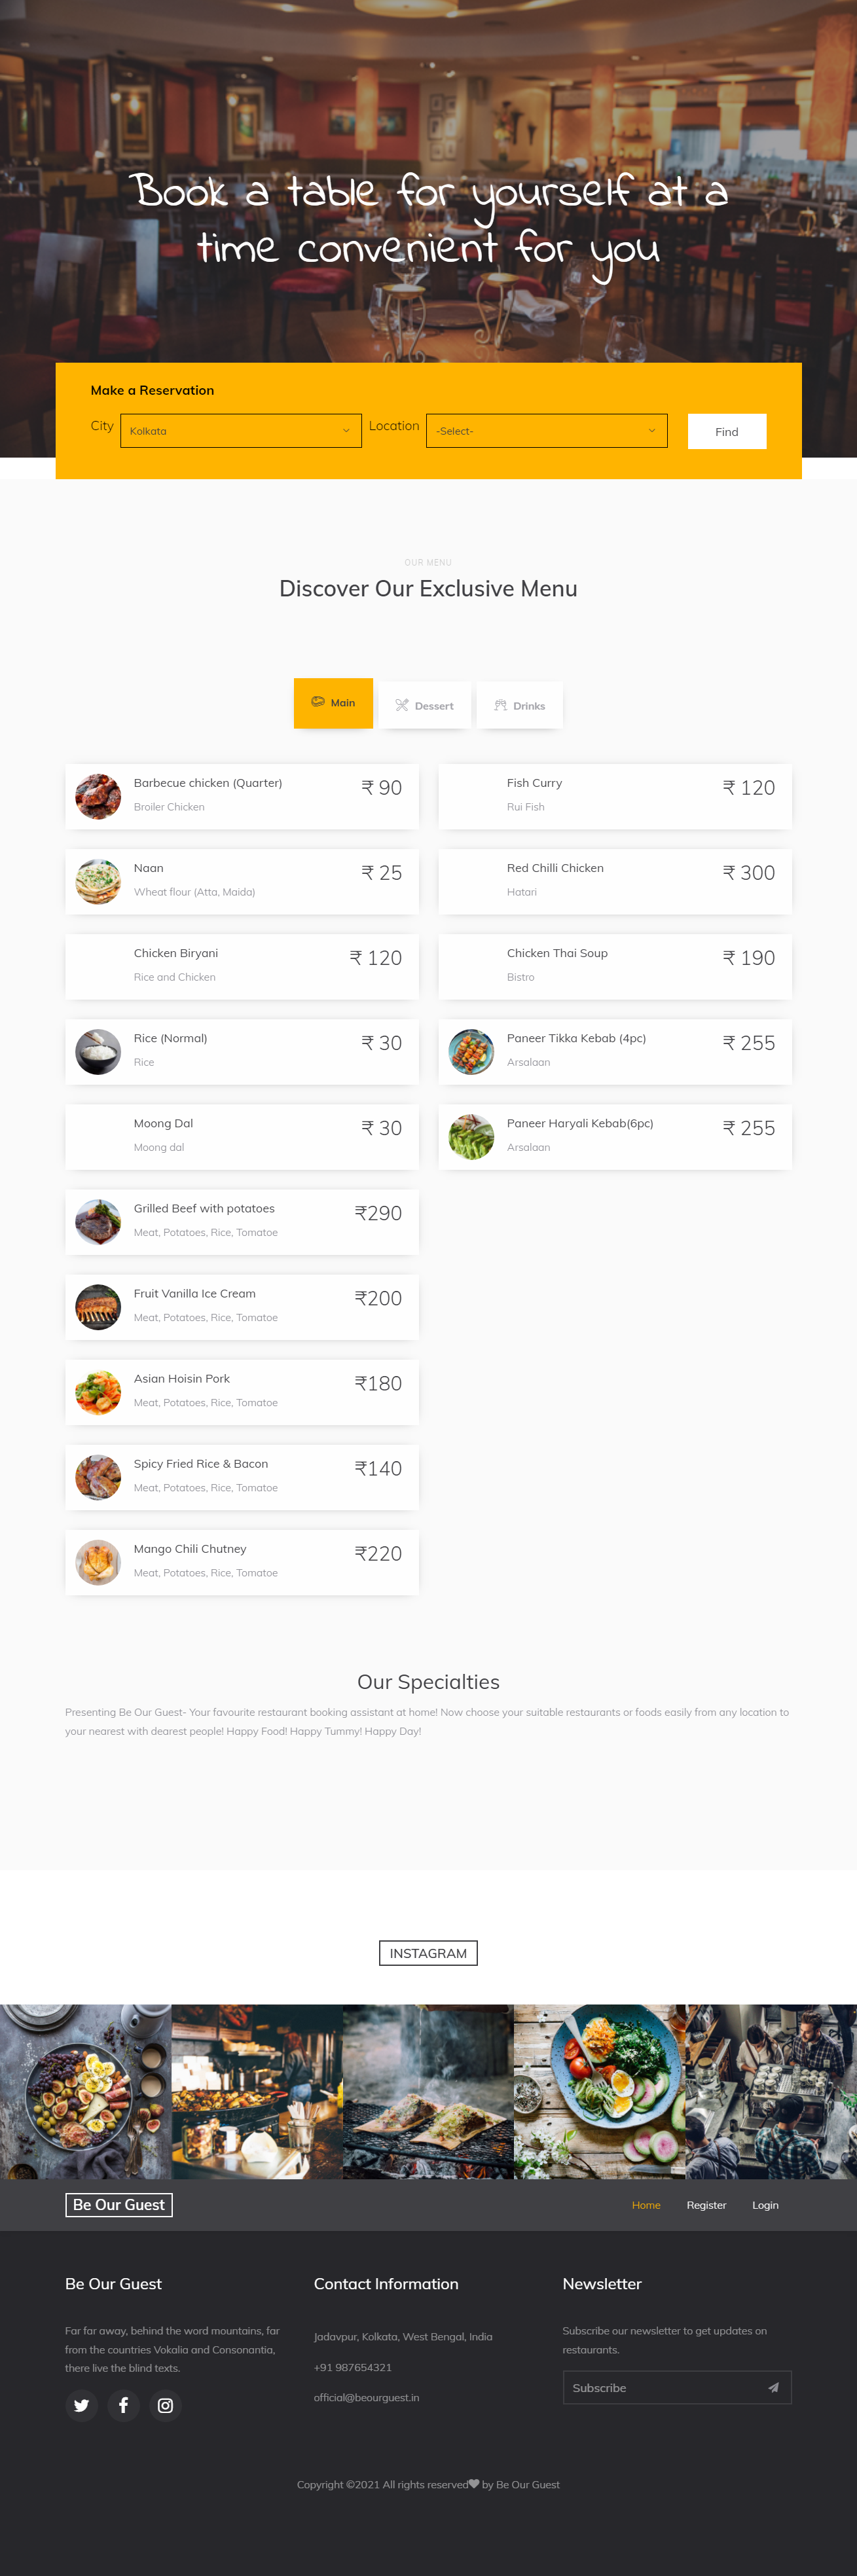 Book a table for yourself at a
time convenient for you
Make a Reservation
City
Kolkata
Location
-Select-
Find
OUR MENU
Discover Our Exclusive Menu
Main
Dessert
Drinks
Barbecue chicken (Quarter)
₹ 90
Broiler Chicken
Naan
₹ 25
Wheat flour (Atta, Maida)
Chicken Biryani
₹ 120
Rice and Chicken
Rice (Normal)
₹ 30
Rice
Moong Dal
₹ 30
Moong dal
Grilled Beef with potatoes
₹290
Meat, Potatoes, Rice, Tomatoe
Fruit Vanilla Ice Cream
₹200
Meat, Potatoes, Rice, Tomatoe
Asian Hoisin Pork
₹180
Meat, Potatoes, Rice, Tomatoe
Spicy Fried Rice & Bacon
₹140
Meat, Potatoes, Rice, Tomatoe
Mango Chili Chutney
₹220
Meat, Potatoes, Rice, Tomatoe
Fish Curry
₹ 120
Rui Fish
Red Chilli Chicken
₹ 300
Hatari
Chicken Thai Soup
₹ 190
Bistro
Paneer Tikka Kebab (4pc)
₹ 255
Arsalaan
Paneer Haryali Kebab(6pc)
₹ 255
Arsalaan
Our Specialties
Presenting Be Our Guest- Your favourite restaurant booking assistant at home! Now choose your suitable restaurants or foods easily from any location to
your nearest with dearest people! Happy Food! Happy Tummy! Happy Day!
INSTAGRAM
Be Our Guest
Home
Register
Login
Be Our Guest
Far far away, behind the word mountains, far
from the countries Vokalia and Consonantia,
there live the blind texts.
Contact Information
Jadavpur, Kolkata, West Bengal, India
+91 987654321
official@beourguest.in
Newsletter
Subscribe our newsletter to get updates on
restaurants.
Subscribe
Copyright ©2021 All rights reserved♥ by Be Our Guest